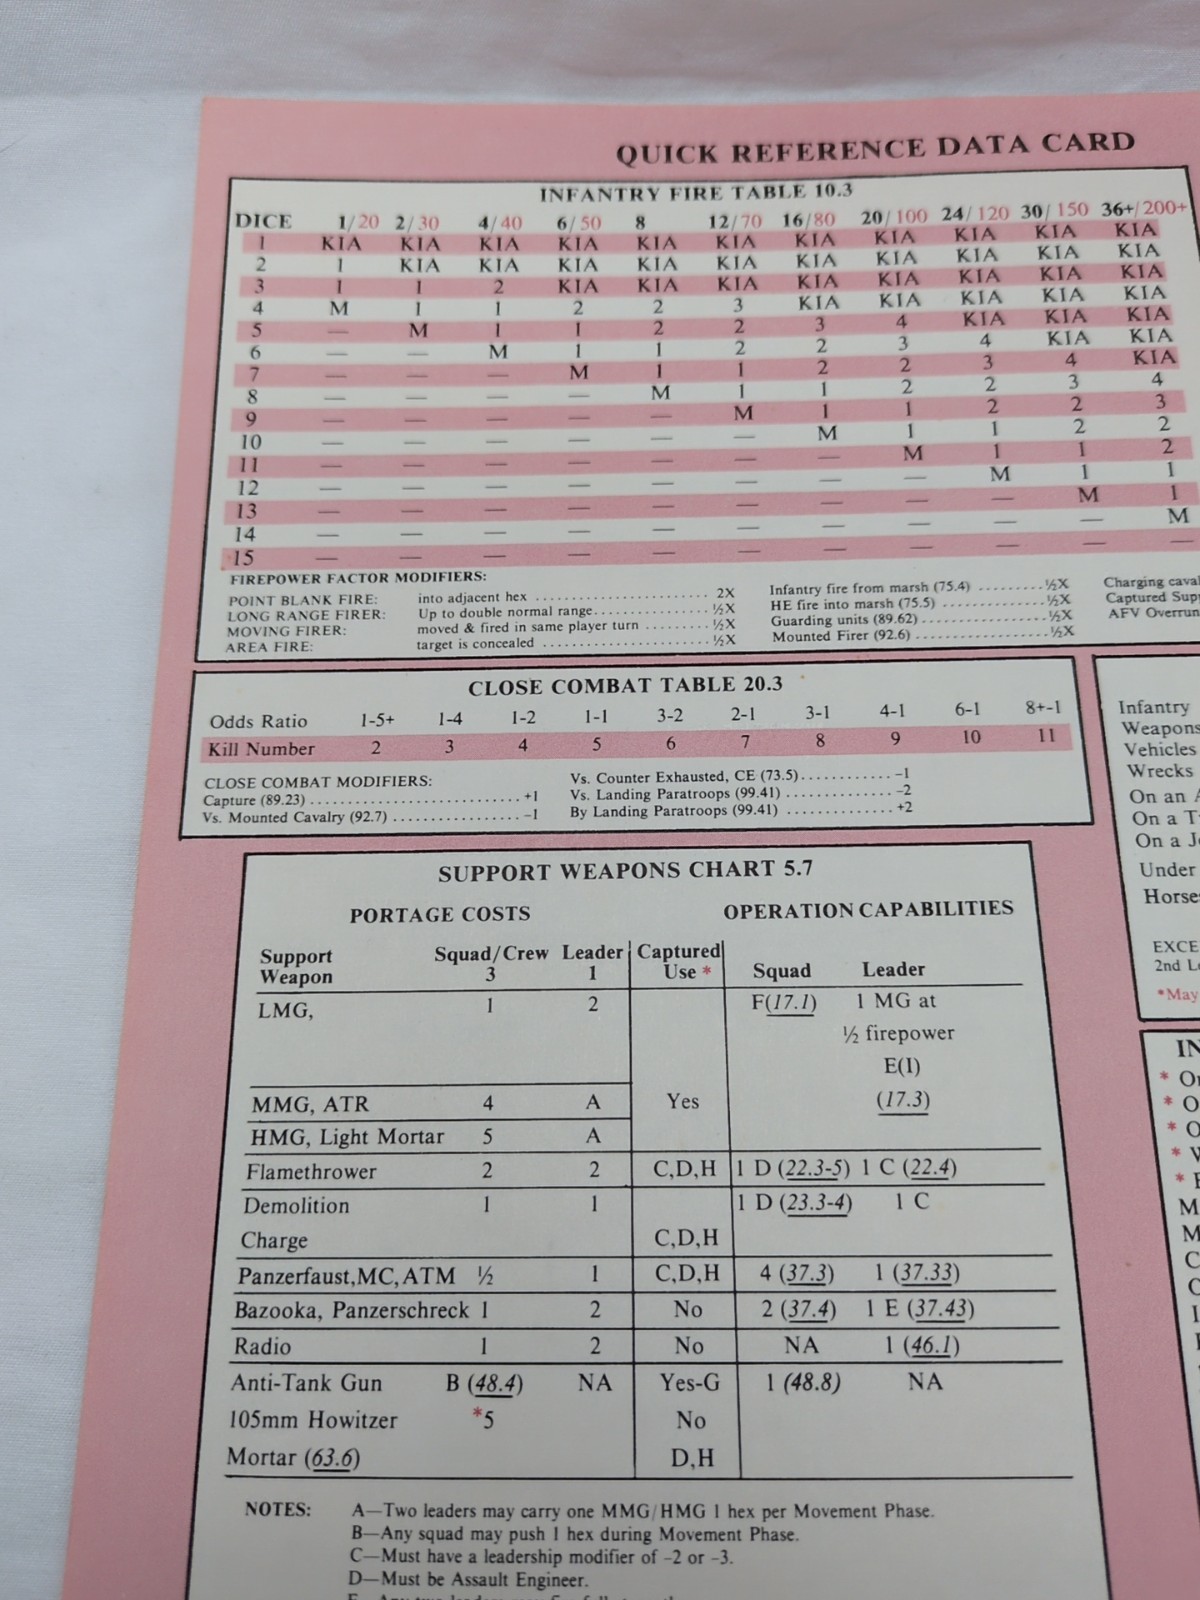 QUICK REFERENCE DATA CARD
INFANTRY FIRE TABLE 10.3
DICE 1/20 2/30 4/40 6/50 8 12/70 16/80 20/100 24/120 30/150 36+/200+
1 KIA KIA KIA KIA KIA KIA KIA KIA KIA KIA KIA
2 1 KIA KIA KIA KIA KIA KIA KIA KIA KIA KIA
3 1 1 2 KIA KIA KIA KIA KIA KIA KIA KIA
4 M 1 1 2 2 3 KIA KIA KIA KIA KIA
5 — M 1 1 2 2 3 4 KIA KIA KIA
6 — — M 1 1 2 2 3 4 KIA KIA
7 — — — M 1 1 2 2 3 4 KIA
8 — — — — M 1 1 2 2 3 4
9 — — — — — M 1 1 2 2 3
10 — — — — — — M 1 1 2 2
11 — — — — — — — M 1 1 2
12 — — — — — — — — M 1 1
13 — — — — — — — — — M 1
14 — — — — — — — — — — M
15 — — — — — — — — — — —
FIREPOWER FACTOR MODIFIERS:
POINT BLANK FIRE: into adjacent hex ........................ 2X
LONG RANGE FIRER: Up to double normal range.............. ½X
MOVING FIRER: moved & fired in same player turn ........ ½X
AREA FIRE: target is concealed ........................ ½X
Infantry fire from marsh (75.4) ......... ½X
HE fire into marsh (75.5) ............... ½X
Guarding units (89.62) .................. ½X
Mounted Firer (92.6) .................... ½X
Charging caval
Captured Supp
AFV Overrun
CLOSE COMBAT TABLE 20.3
Odds Ratio 1-5+ 1-4 1-2 1-1 3-2 2-1 3-1 4-1 6-1 8+-1
Kill Number 2 3 4 5 6 7 8 9 10 11
CLOSE COMBAT MODIFIERS:
Capture (89.23) ............................. +1
Vs. Mounted Cavalry (92.7) ................. –1
Vs. Counter Exhausted, CE (73.5)............ –1
Vs. Landing Paratroops (99.41) .............. –2
By Landing Paratroops (99.41) .............. +2
Infantry
Weapons
Vehicles
Wrecks
On an A
On a T
On a J
Under
Horse
EXCE
2nd L
*May
SUPPORT WEAPONS CHART 5.7
PORTAGE COSTS OPERATION CAPABILITIES
Support Squad/Crew Leader Captured
Weapon 3 1 Use * Squad Leader
LMG, 1 2 F(17.1) 1 MG at
½ firepower
E(I)
MMG, ATR 4 A Yes (17.3)
HMG, Light Mortar 5 A
Flamethrower 2 2 C,D,H 1 D (22.3-5) 1 C (22.4)
Demolition 1 1 1 D (23.3-4) 1 C
Charge C,D,H
Panzerfaust,MC,ATM ½ 1 C,D,H 4 (37.3) 1 (37.33)
Bazooka, Panzerschreck 1 2 No 2 (37.4) 1 E (37.43)
Radio 1 2 No NA 1 (46.1)
Anti-Tank Gun B (48.4) NA Yes-G 1 (48.8) NA
105mm Howitzer *5 No
Mortar (63.6) D,H
NOTES: A—Two leaders may carry one MMG/HMG 1 hex per Movement Phase.
B—Any squad may push 1 hex during Movement Phase.
C—Must have a leadership modifier of –2 or –3.
D—Must be Assault Engineer.
IN
* O
* O
* O
*
*
M
M
C